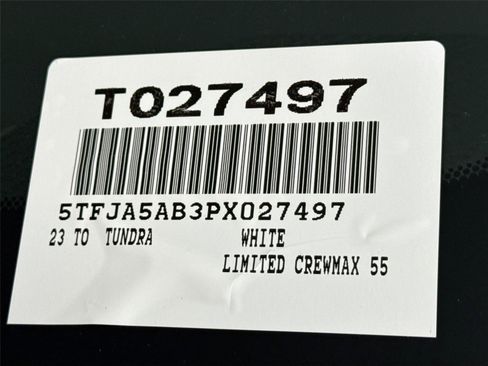 T027497
5TFJA5AB3PX027497
23 TO TUNDRA WHITE
LIMITED CREWMAX 55